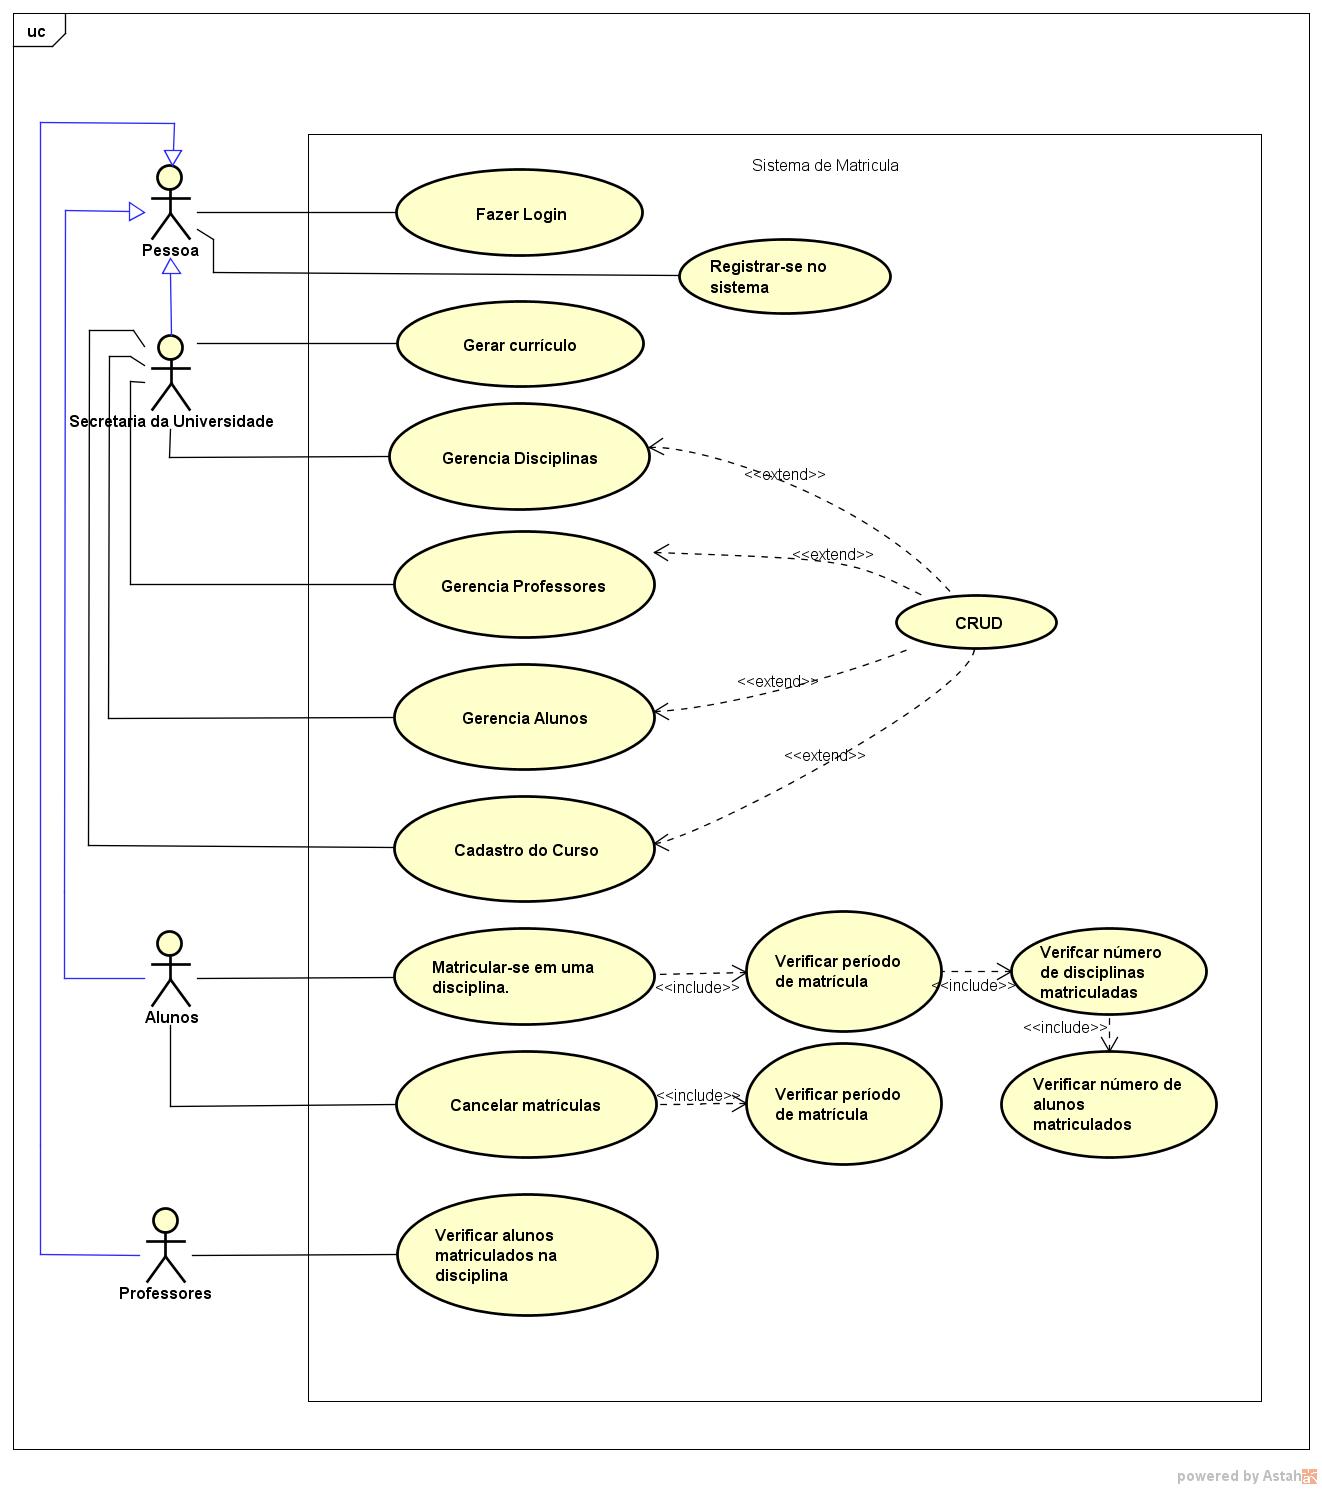 uc
Sistema de Matricula
Fazer Login
Pessoa
Registrar-se no
sistema
Gerar currículo
Secretaria da Universidade
Gerencia Disciplinas
<<extend>>
<<extend>>
Gerencia Professores
CRUD
<<extend>>
Gerencia Alunos
<<extend>>
Cadastro do Curso
Matricular-se em uma
disciplina.
<<include>>
Verificar período
de matrícula
<<include>>
Verifcar número
de disciplinas
matriculadas
Alunos
<<include>>
Cancelar matrículas
<<include>>
Verificar período
de matrícula
Verificar número de
alunos
matriculados
Verificar alunos
matriculados na
disciplina
Professores
powered by Astah